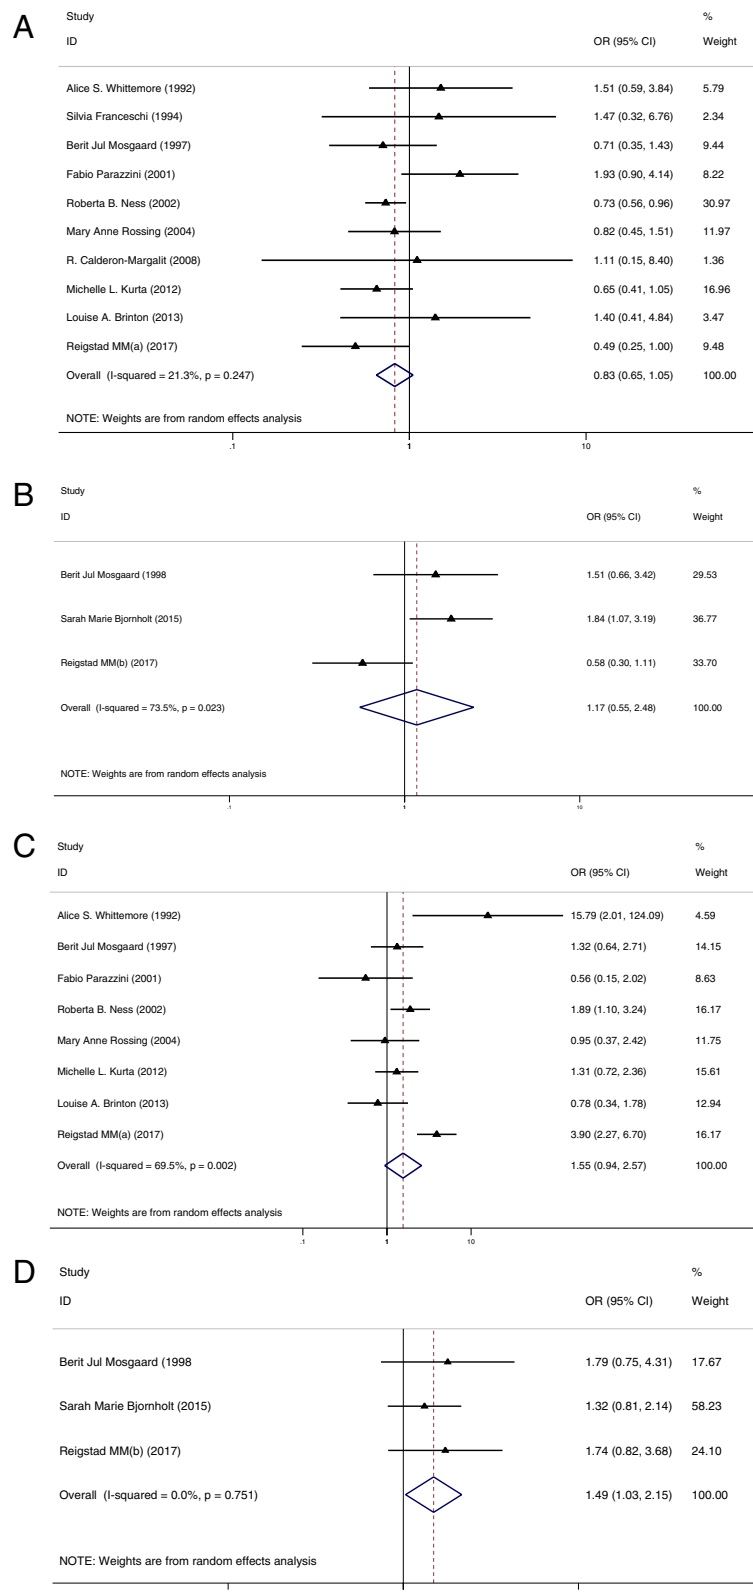 A
Study %
ID OR (95% CI) Weight
Alice S. Whittemore (1992) 1.51 (0.59, 3.84) 5.79
Silvia Franceschi (1994) 1.47 (0.32, 6.76) 2.34
Berit Jul Mosgaard (1997) 0.71 (0.35, 1.43) 9.44
Fabio Parazzini (2001) 1.93 (0.90, 4.14) 8.22
Roberta B. Ness (2002) 0.73 (0.56, 0.96) 30.97
Mary Anne Rossing (2004) 0.82 (0.45, 1.51) 11.97
R. Calderon-Margalit (2008) 1.11 (0.15, 8.40) 1.36
Michelle L. Kurta (2012) 0.65 (0.41, 1.05) 16.96
Louise A. Brinton (2013) 1.40 (0.41, 4.84) 3.47
Reigstad MM(a) (2017) 0.49 (0.25, 1.00) 9.48
Overall (I-squared = 21.3%, p = 0.247) 0.83 (0.65, 1.05) 100.00
NOTE: Weights are from random effects analysis
.1 1 10
B
Study %
ID OR (95% CI) Weight
Berit Jul Mosgaard (1998 1.51 (0.66, 3.42) 29.53
Sarah Marie Bjornholt (2015) 1.84 (1.07, 3.19) 36.77
Reigstad MM(b) (2017) 0.58 (0.30, 1.11) 33.70
Overall (I-squared = 73.5%, p = 0.023) 1.17 (0.55, 2.48) 100.00
NOTE: Weights are from random effects analysis
.1 1 10
C
Study %
ID OR (95% CI) Weight
Alice S. Whittemore (1992) 15.79 (2.01, 124.09) 4.59
Berit Jul Mosgaard (1997) 1.32 (0.64, 2.71) 14.15
Fabio Parazzini (2001) 0.56 (0.15, 2.02) 8.63
Roberta B. Ness (2002) 1.89 (1.10, 3.24) 16.17
Mary Anne Rossing (2004) 0.95 (0.37, 2.42) 11.75
Michelle L. Kurta (2012) 1.31 (0.72, 2.36) 15.61
Louise A. Brinton (2013) 0.78 (0.34, 1.78) 12.94
Reigstad MM(a) (2017) 3.90 (2.27, 6.70) 16.17
Overall (I-squared = 69.5%, p = 0.002) 1.55 (0.94, 2.57) 100.00
NOTE: Weights are from random effects analysis
.1 1 10
D
Study %
ID OR (95% CI) Weight
Berit Jul Mosgaard (1998 1.79 (0.75, 4.31) 17.67
Sarah Marie Bjornholt (2015) 1.32 (0.81, 2.14) 58.23
Reigstad MM(b) (2017) 1.74 (0.82, 3.68) 24.10
Overall (I-squared = 0.0%, p = 0.751) 1.49 (1.03, 2.15) 100.00
NOTE: Weights are from random effects analysis